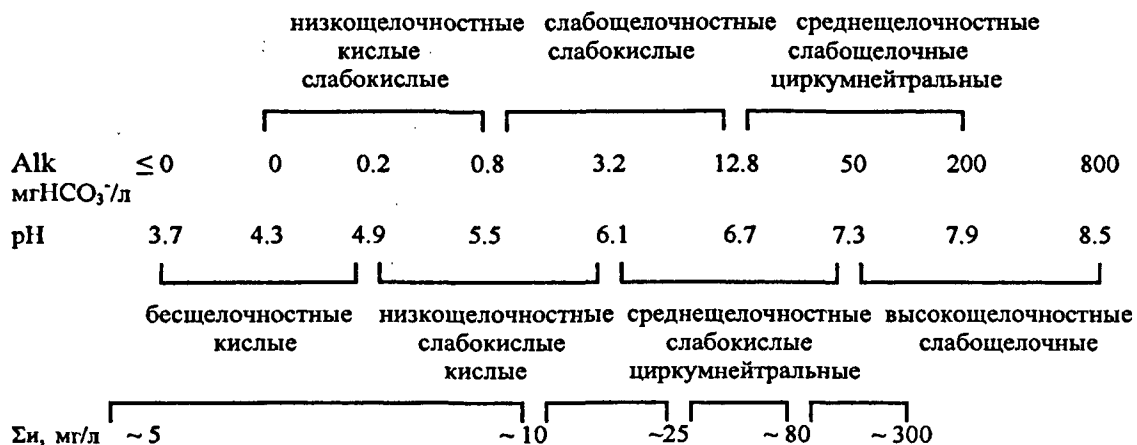 низкощелочностные слабощелочностные среднещелочностные
кислые слабокислые слабощелочные
слабокислые циркумнейтральные
Alk ≤ 0 0 0.2 0.8 3.2 12.8 50 200 800
мгHCO₃⁻/л
pH 3.7 4.3 4.9 5.5 6.1 6.7 7.3 7.9 8.5
бесщелочностные низкощелочностные среднещелочностные высокощелочностные
кислые слабокислые слабокислые слабощелочные
кислые циркумнейтральные
Σи, мг/л ~ 5 ~ 10 ~25 ~ 80 ~ 300